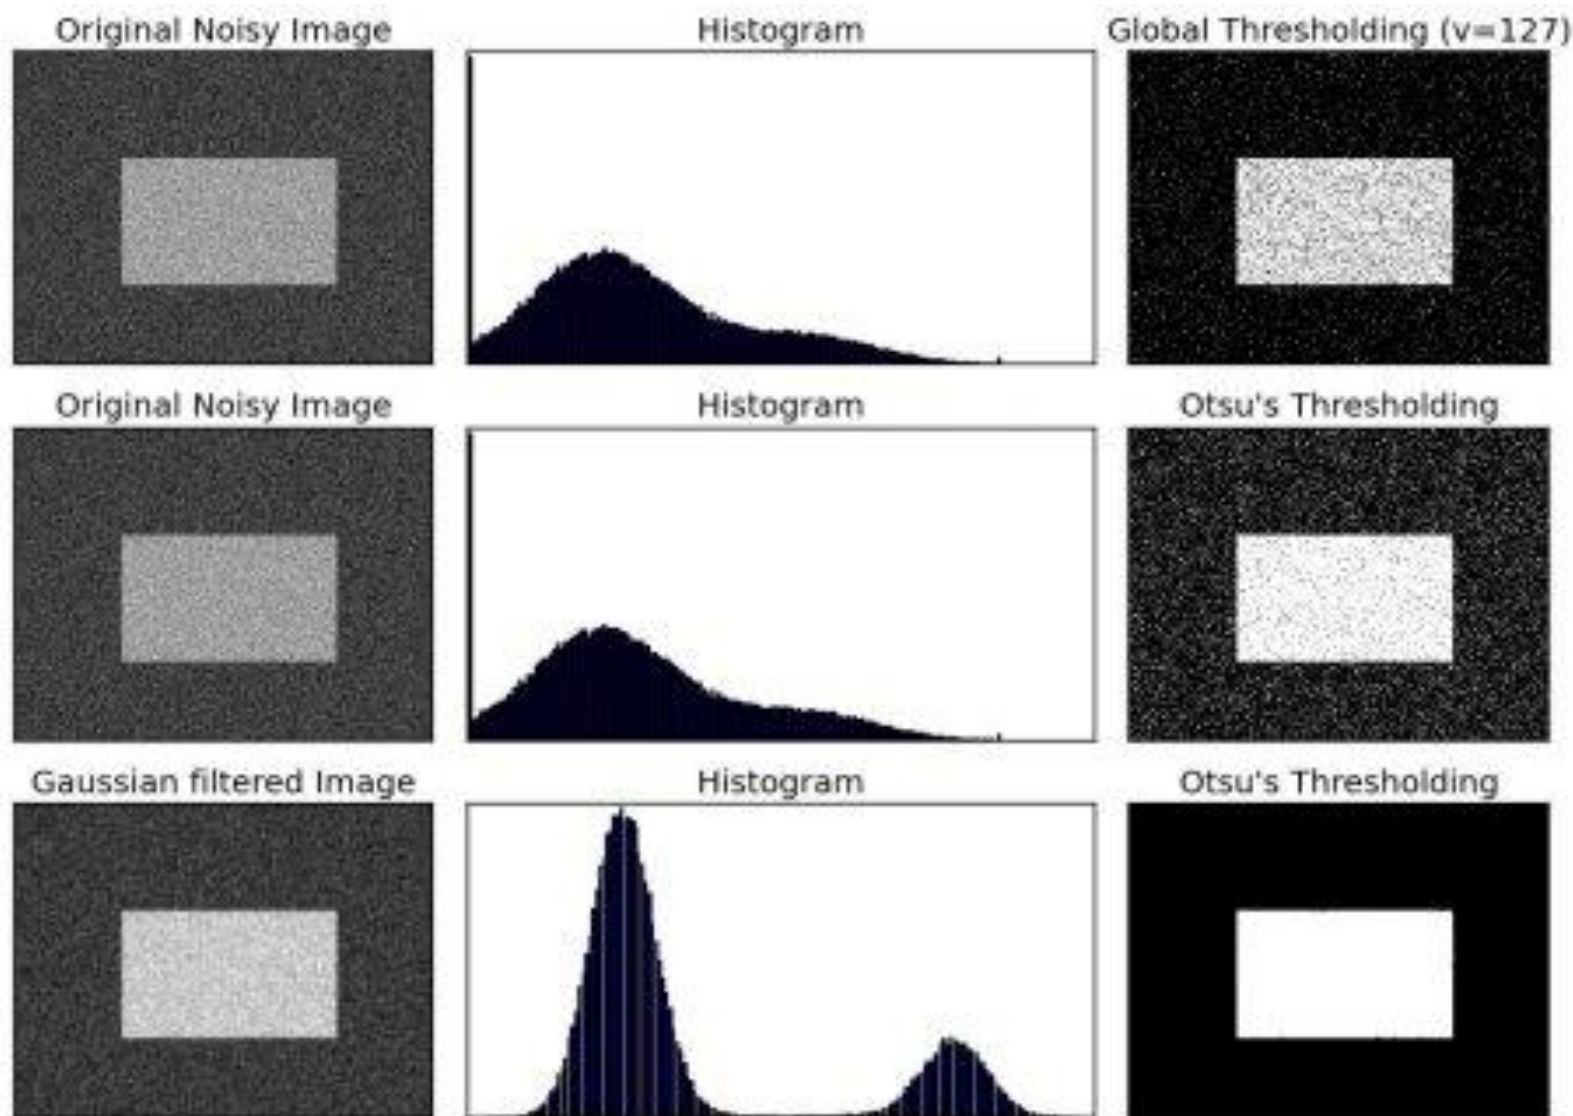 Original Noisy Image
Histogram
Global Thresholding (v=127)
Original Noisy Image
Histogram
Otsu's Thresholding
Gaussian filtered Image
Histogram
Otsu's Thresholding